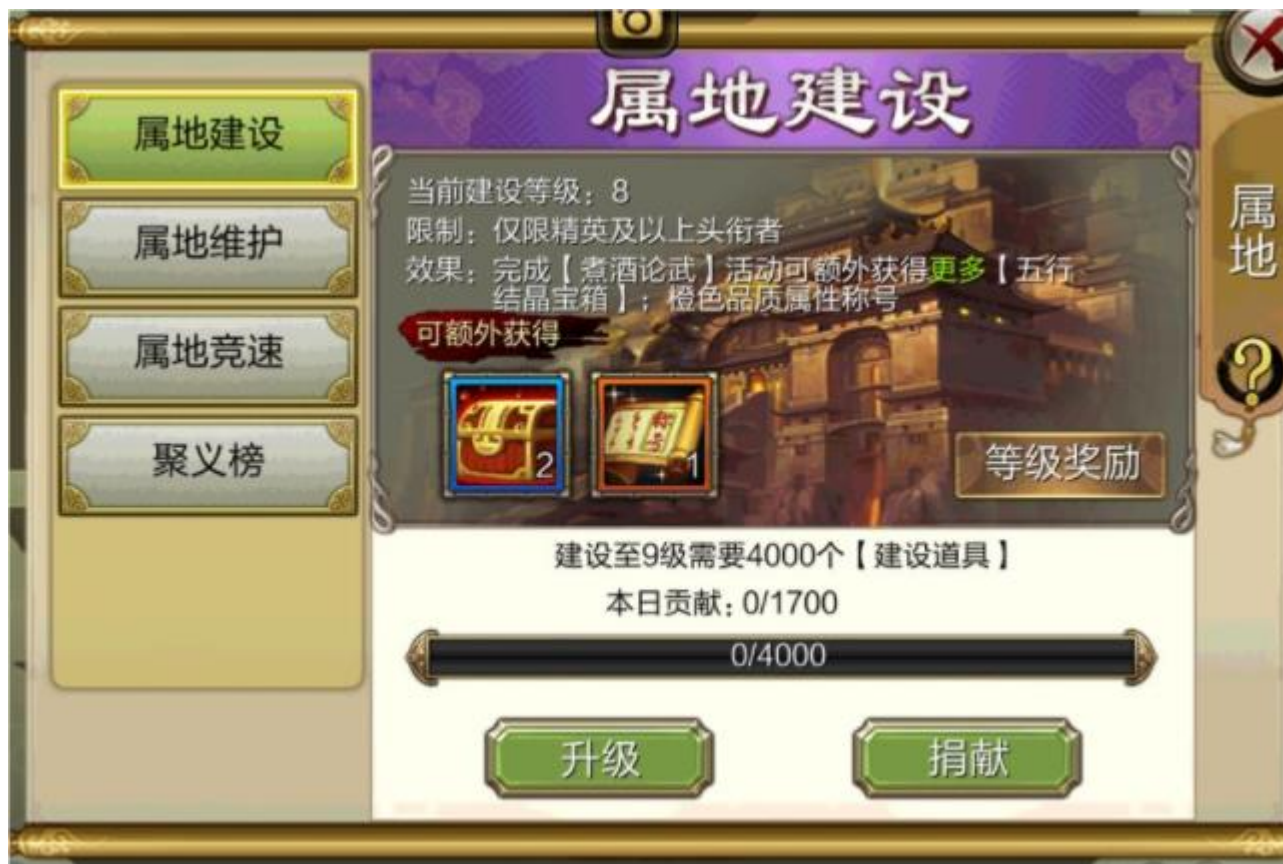 属地建设
属地维护
属地竞速
聚义榜
属地建设
当前建设等级：8
限制：仅限精英及以上头衔者
效果：完成【煮酒论武】活动可额外获得更多【五行
结晶宝箱】；橙色品质属性称号
可额外获得
2
称号
1
等级奖励
建设至9级需要4000个【建设道具】
本日贡献：0/1700
0/4000
升级
捐献
属地
?